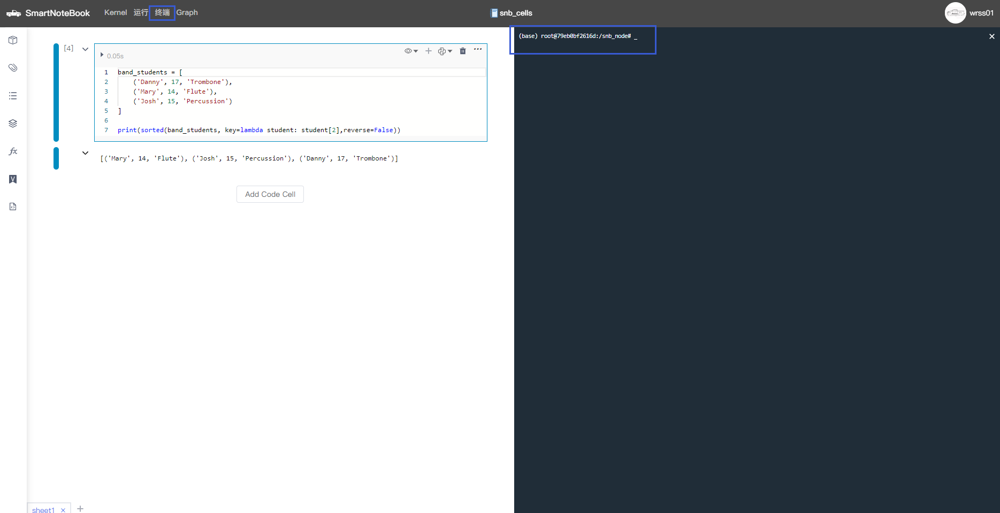 SmartNoteBook Kernel 运行 终端 Graph snb_cells wrss01
(base) root@79eb0bf2616d:/snb_node# _
[4]
0.05s
1 band_students = [
2 ('Danny', 17, 'Trombone'),
3 ('Mary', 14, 'Flute'),
4 ('Josh', 15, 'Percussion')
5 ]
6
7 print(sorted(band_students, key=lambda student: student[2],reverse=False))
[('Mary', 14, 'Flute'), ('Josh', 15, 'Percussion'), ('Danny', 17, 'Trombone')]
Add Code Cell
sheet1